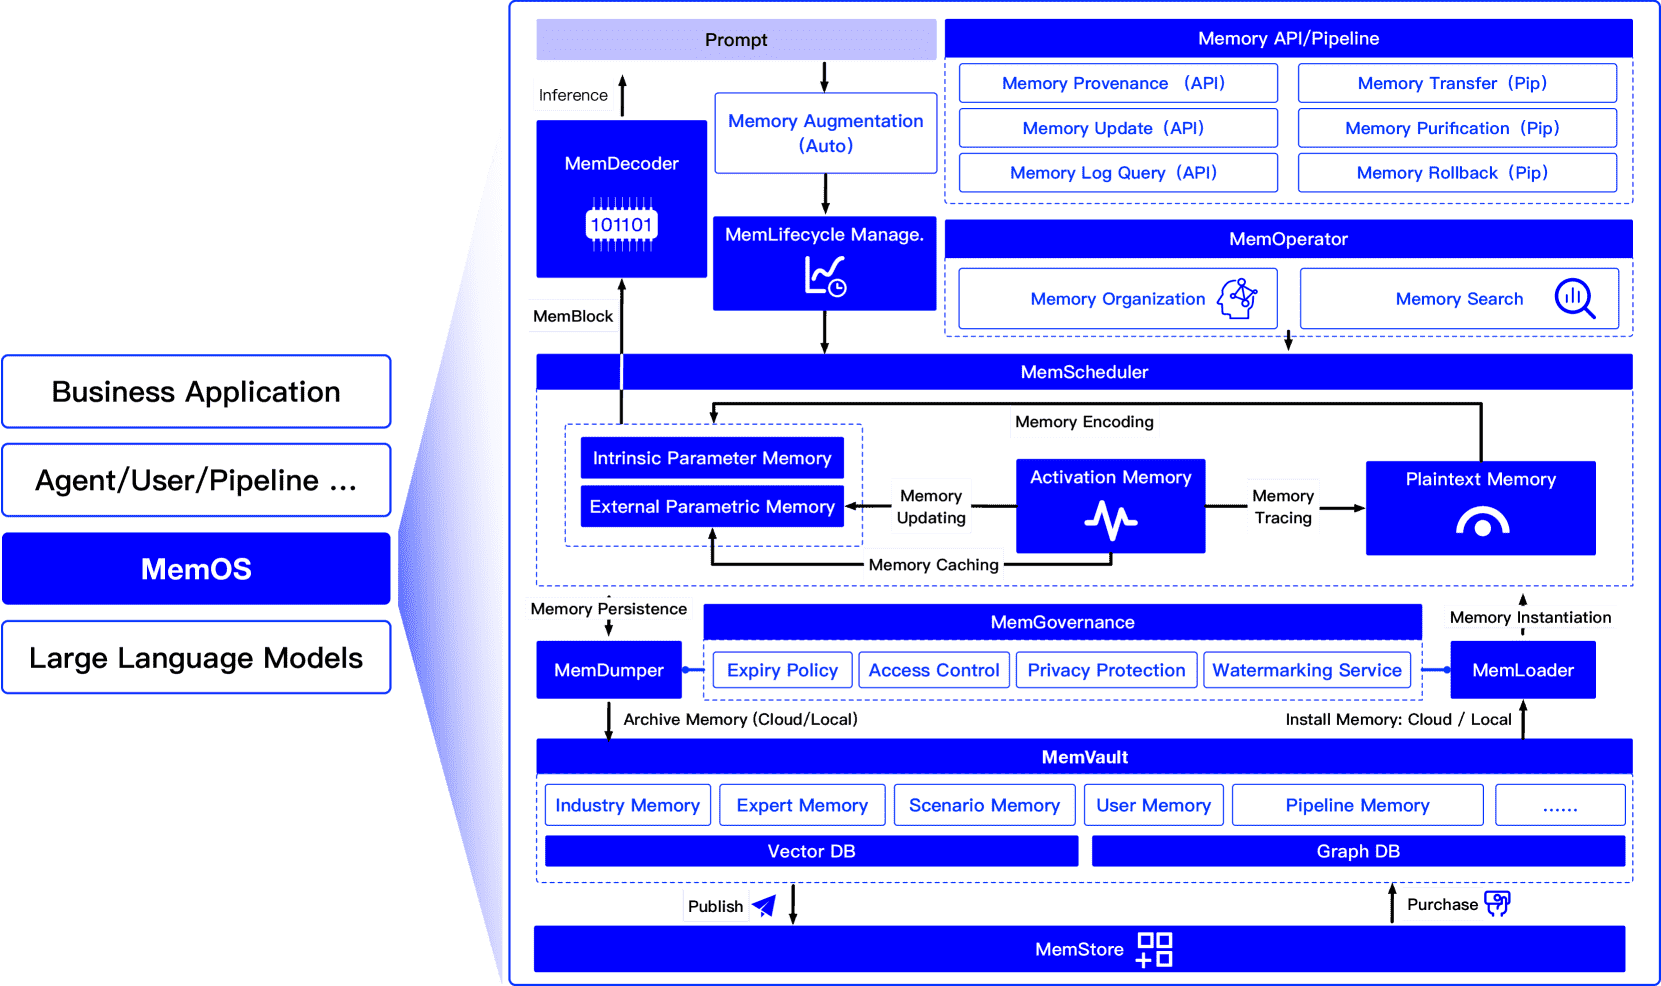 Business Application
Agent/User/Pipeline ...
MemOS
Large Language Models
Prompt
Inference
Memory Augmentation
(Auto)
MemDecoder
101101
MemLifecycle Manage.
MemBlock
Memory API/Pipeline
Memory Provenance （API）
Memory Transfer（Pip）
Memory Update（API）
Memory Purification（Pip）
Memory Log Query（API）
Memory Rollback（Pip）
MemOperator
Memory Organization
Memory Search
MemScheduler
Memory Encoding
Intrinsic Parameter Memory
External Parametric Memory
Memory
Updating
Activation Memory
Memory
Tracing
Plaintext Memory
Memory Caching
Memory Persistence
MemGovernance
Memory Instantiation
MemDumper
Expiry Policy
Access Control
Privacy Protection
Watermarking Service
MemLoader
Archive Memory (Cloud/Local)
Install Memory: Cloud / Local
MemVault
Industry Memory
Expert Memory
Scenario Memory
User Memory
Pipeline Memory
......
Vector DB
Graph DB
Publish
Purchase
MemStore